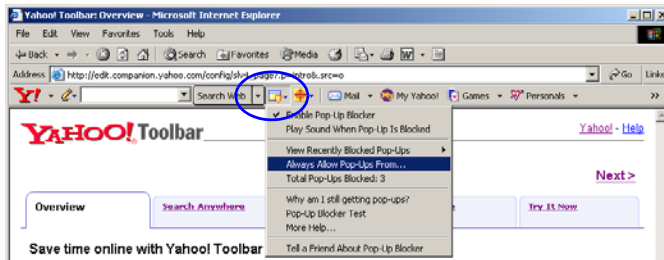 Yahoo! Toolbar: Overview - Microsoft Internet Explorer
File Edit View Favorites Tools Help
Back Search Favorites Media
Address http://edit.companion.yahoo.com/config/slv4_page?.p=intro&.src=o Go Links
Y! Search Web Mail My Yahoo! Games Personals »
Enable Pop-Up Blocker
Play Sound When Pop-Up Is Blocked
View Recently Blocked Pop-Ups
Always Allow Pop-Ups From...
Total Pop-Ups Blocked: 3
Why am I still getting pop-ups?
Pop-Up Blocker Test
More Help...
Tell a Friend About Pop-Up Blocker
YAHOO! Toolbar
Yahoo! - Help
Next >
Overview Search Anywhere Try It Now
Save time online with Yahoo! Toolbar